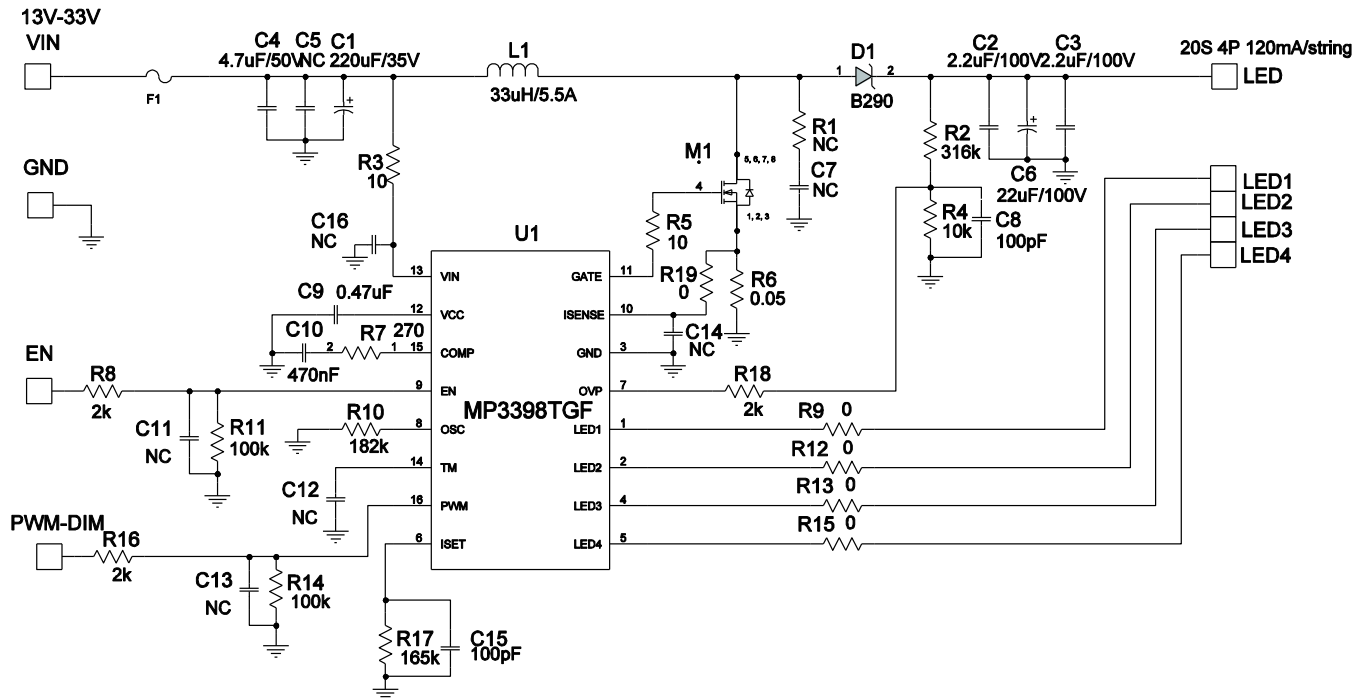 13V-33V
VIN
F1
C4
4.7uF/50V
C5
NC
C1
220uF/35V
+
L1
33uH/5.5A
1
D1
2
B290
C2
2.2uF/100V
C3
2.2uF/100V
20S 4P 120mA/string
LED
R1
NC
C7
NC
R2
316k
+
C6
22uF/100V
R3
10
M1
5, 6, 7, 8
4
1, 2, 3
GND
LED1
LED2
LED3
LED4
R4
10k
C8
100pF
C16
NC
R5
10
R19
0
R6
0.05
U1
13
VIN
GATE
11
C9
0.47uF
12
VCC
ISENSE
10
C14
NC
C10
470nF
2
R7
270
1
15
COMP
GND
3
EN
R8
2k
9
EN
OVP
7
R18
2k
MP3398TGF
C11
NC
R11
100k
R10
182k
8
OSC
LED1
1
R9
0
C12
NC
14
TM
LED2
2
R12
0
16
PWM
LED3
4
R13
0
PWM-DIM
R16
2k
6
ISET
LED4
5
R15
0
C13
NC
R14
100k
R17
165k
C15
100pF